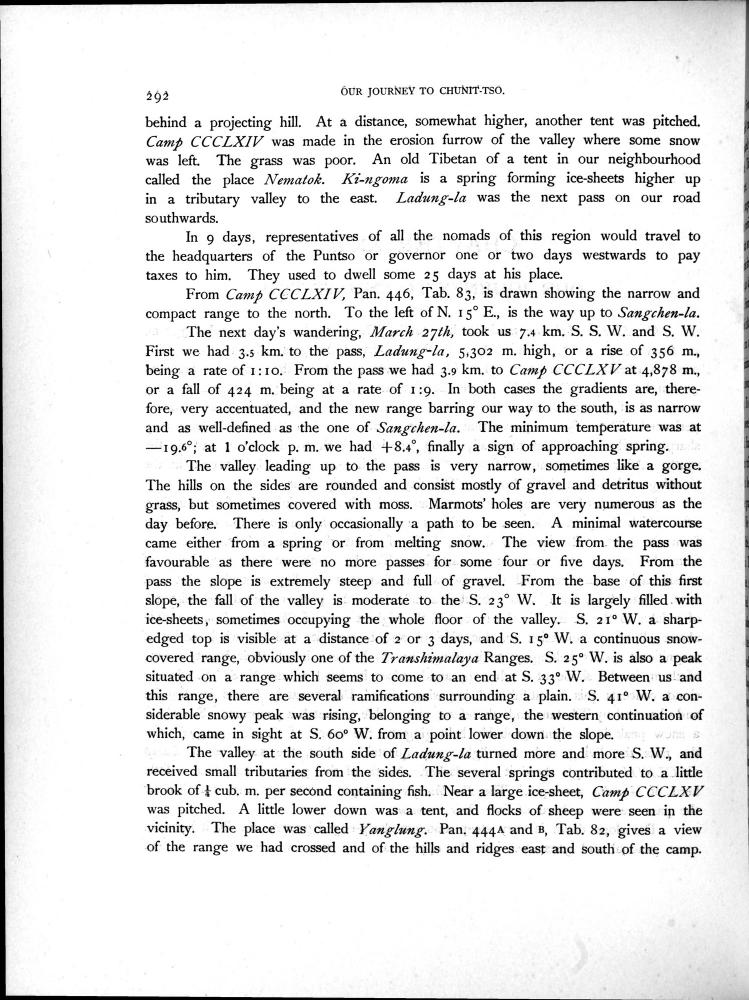 292
OUR JOURNEY TO CHUNIT-TSO.
behind a projecting hill. At a distance, somewhat higher, another tent was pitched.
Camp CCCLXIV was made in the erosion furrow of the valley where some snow
was left. The grass was poor. An old Tibetan of a tent in our neighbourhood
called the place Nematok. Ki-ngoma is a spring forming ice-sheets higher up
in a tributary valley to the east. Ladung-la was the next pass on our road
southwards.
In 9 days, representatives of all the nomads of this region would travel to
the headquarters of the Puntso or governor one or two days westwards to pay
taxes to him. They used to dwell some 25 days at his place.
From Camp CCCLXIV, Pan. 446, Tab. 83, is drawn showing the narrow and
compact range to the north. To the left of N. 15° E., is the way up to Sangchen-la.
The next day's wandering, March 27th, took us 7.4 km. S. S. W. and S. W.
First we had 3.5 km. to the pass, Ladung-la, 5,302 m. high, or a rise of 356 m.,
being a rate of 1:10. From the pass we had 3.9 km. to Camp CCCLXV at 4,878 m.,
or a fall of 424 m. being at a rate of 1:9. In both cases the gradients are, there-
fore, very accentuated, and the new range barring our way to the south, is as narrow
and as well-defined as the one of Sangchen-la. The minimum temperature was at
—19.6°; at 1 o'clock p. m. we had +8.4°, finally a sign of approaching spring.
The valley leading up to the pass is very narrow, sometimes like a gorge.
The hills on the sides are rounded and consist mostly of gravel and detritus without
grass, but sometimes covered with moss. Marmots' holes are very numerous as the
day before. There is only occasionally a path to be seen. A minimal watercourse
came either from a spring or from melting snow. The view from the pass was
favourable as there were no more passes for some four or five days. From the
pass the slope is extremely steep and full of gravel. From the base of this first
slope, the fall of the valley is moderate to the S. 23° W. It is largely filled with
ice-sheets, sometimes occupying the whole floor of the valley. S. 21° W. a sharp-
edged top is visible at a distance of 2 or 3 days, and S. 15° W. a continuous snow-
covered range, obviously one of the Transhimalaya Ranges. S. 25° W. is also a peak
situated on a range which seems to come to an end at S. 33° W. Between us and
this range, there are several ramifications surrounding a plain. S. 41° W. a con-
siderable snowy peak was rising, belonging to a range, the western continuation of
which, came in sight at S. 60° W. from a point lower down the slope.
The valley at the south side of Ladung-la turned more and more S. W., and
received small tributaries from the sides. The several springs contributed to a little
brook of cub. m. per second containing fish. Near a large ice-sheet, Camp CCCLXV
was pitched. A little lower down was a tent, and flocks of sheep were seen in the
vicinity. The place was called Yanglung. Pan. 444A and B, Tab. 82, gives a view
of the range we had crossed and of the hills and ridges east and south of the camp.